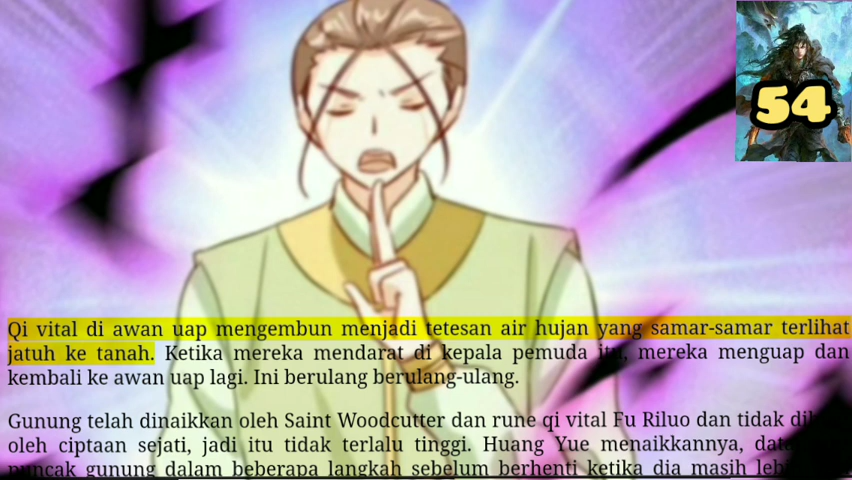 54
Qi vital di awan uap mengembun menjadi tetesan air hujan yang samar-samar terlihat
jatuh ke tanah. Ketika mereka mendarat di kepala pemuda itu, mereka menguap dan
kembali ke awan uap lagi. Ini berulang berulang-ulang.
Gunung telah dinaikkan oleh Saint Woodcutter dan rune qi vital Fu Riluo dan tidak
oleh ciptaan sejati, jadi itu tidak terlalu tinggi. Huang Yue menaikkannya,
puncak gunung dalam beberapa langkah sebelum berhenti ketika dia masih